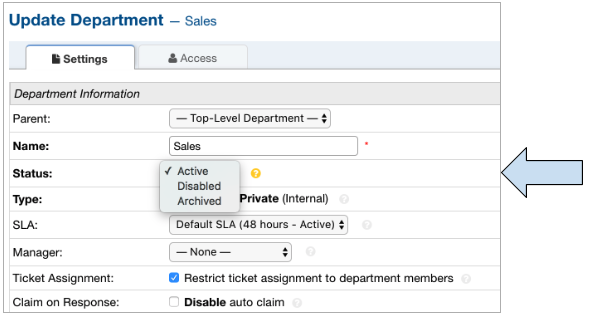 Update Department — Sales
Settings Access
Department Information
Parent: — Top-Level Department —
Name: Sales *
Status: ✓ Active ?
Disabled
Archived
Type: Private (Internal) ?
SLA: Default SLA (48 hours - Active) ?
Manager: — None — ?
Ticket Assignment: Restrict ticket assignment to department members ?
Claim on Response: Disable auto claim ?